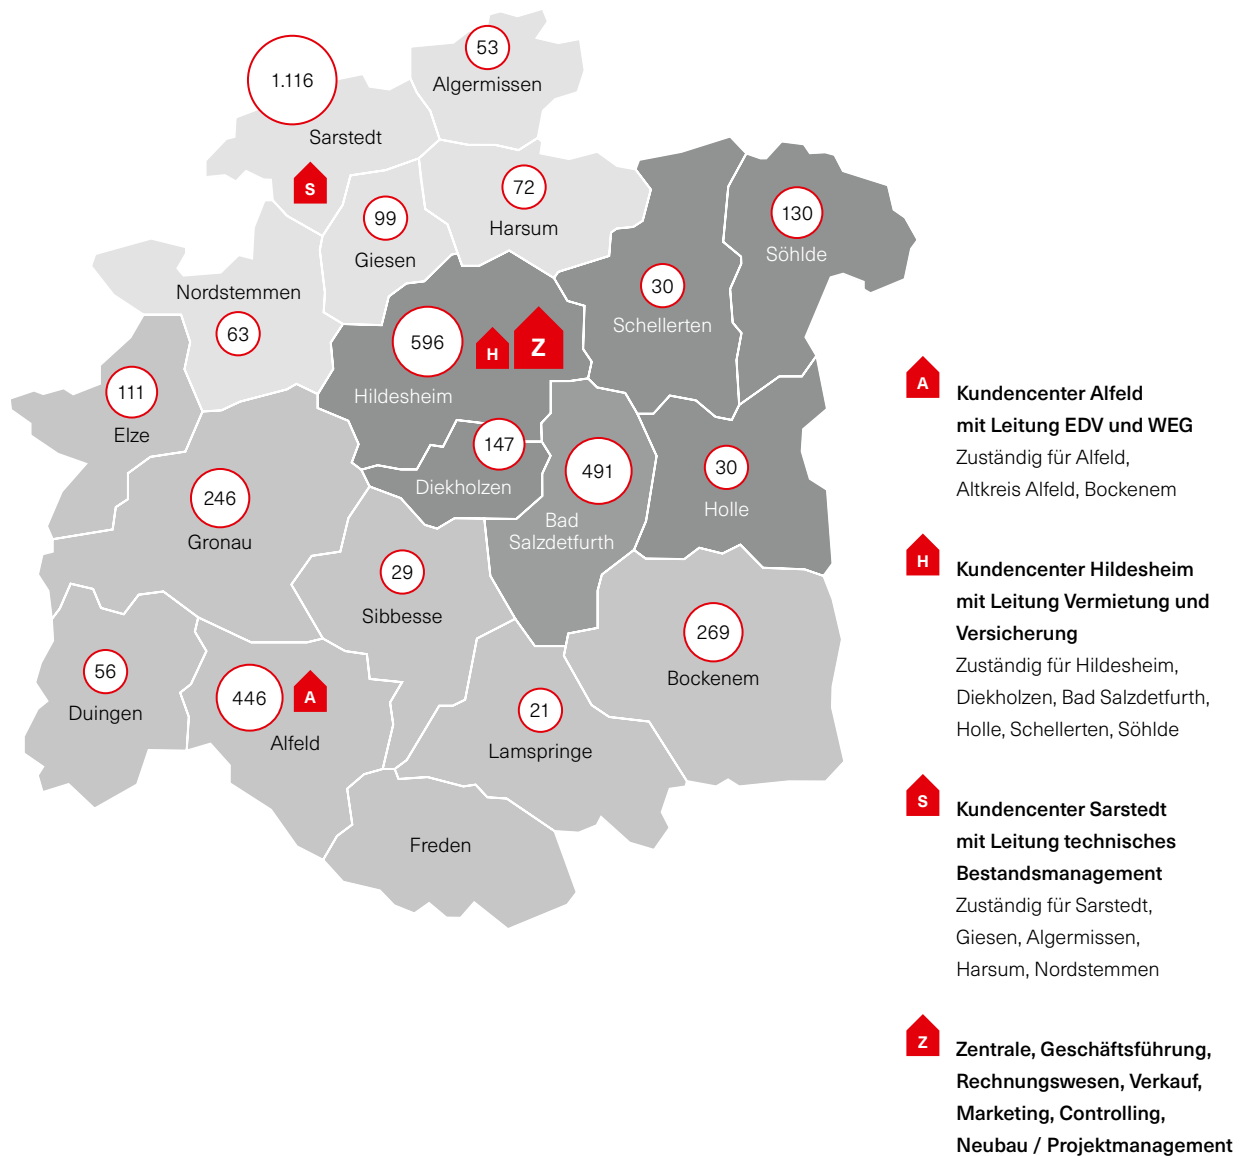 53
Algermissen
1.116
Sarstedt
S
72
Harsum
99
Giesen
130
Söhlde
30
Schellerten
Nordstemmen
63
596
H
Z
Hildesheim
111
Elze
147
Diekholzen
491
Bad
Salzdetfurth
30
Holle
246
Gronau
29
Sibbesse
269
Bockenem
56
Duingen
446
A
Alfeld
21
Lamspringe
Freden
A
Kundencenter Alfeld
mit Leitung EDV und WEG
Zuständig für Alfeld,
Altkreis Alfeld, Bockenem
H
Kundencenter Hildesheim
mit Leitung Vermietung und
Versicherung
Zuständig für Hildesheim,
Diekholzen, Bad Salzdetfurth,
Holle, Schellerten, Söhlde
S
Kundencenter Sarstedt
mit Leitung technisches
Bestandsmanagement
Zuständig für Sarstedt,
Giesen, Algermissen,
Harsum, Nordstemmen
Z
Zentrale, Geschäftsführung,
Rechnungswesen, Verkauf,
Marketing, Controlling,
Neubau / Projektmanagement